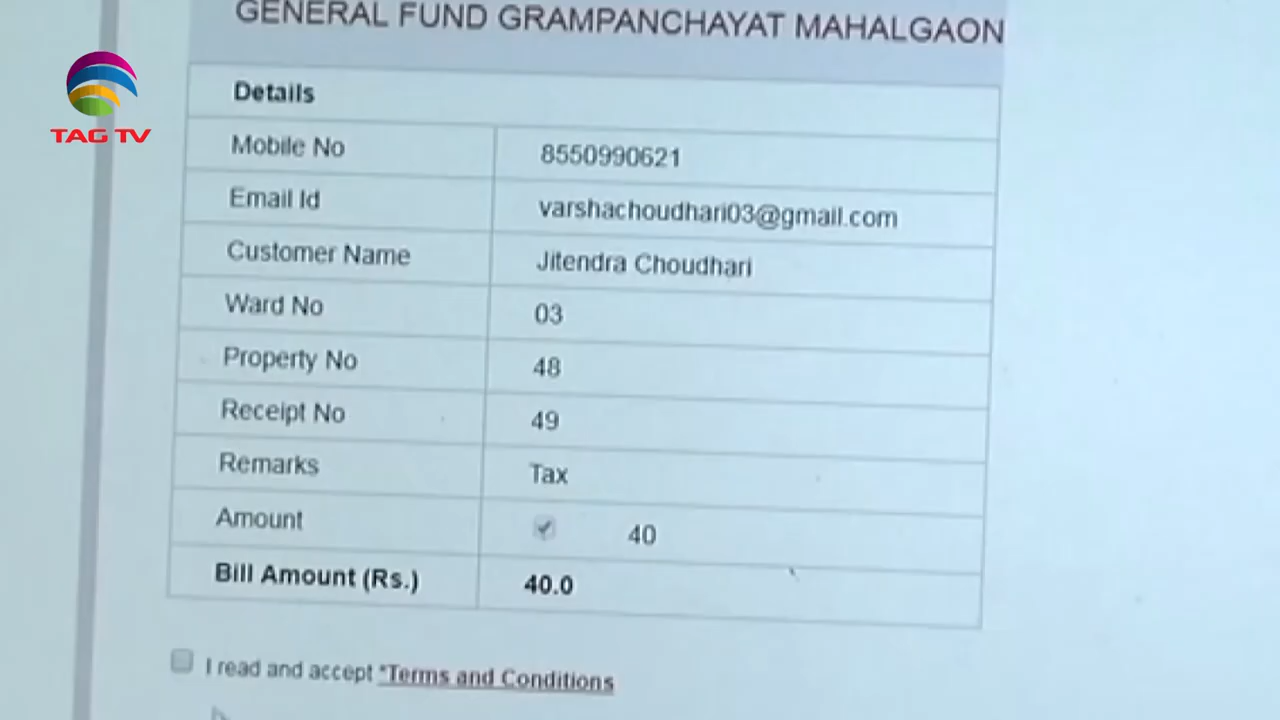 GENERAL FUND GRAMPANCHAYAT MAHALGAON
TAG TV
Details
Mobile No 8550990621
Email Id varshachoudhari03@gmail.com
Customer Name Jitendra Choudhari
Ward No 03
Property No 48
Receipt No 49
Remarks Tax
Amount 40
Bill Amount (Rs.) 40.0
I read and accept *Terms and Conditions